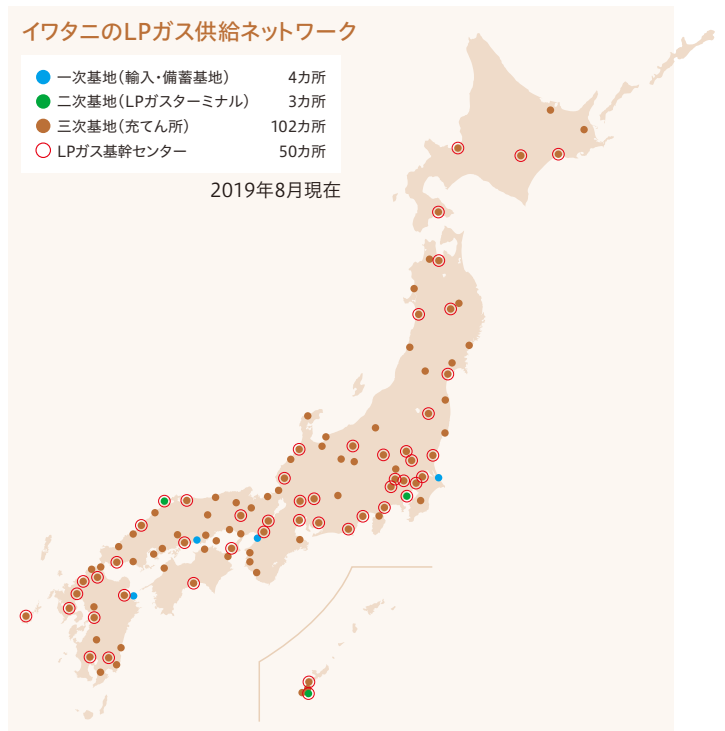 イワタニのLPガス供給ネットワーク
一次基地（輸入・備蓄基地） 4カ所
二次基地（LPガスターミナル） 3カ所
三次基地（充てん所） 102カ所
LPガス基幹センター 50カ所
2019年8月現在